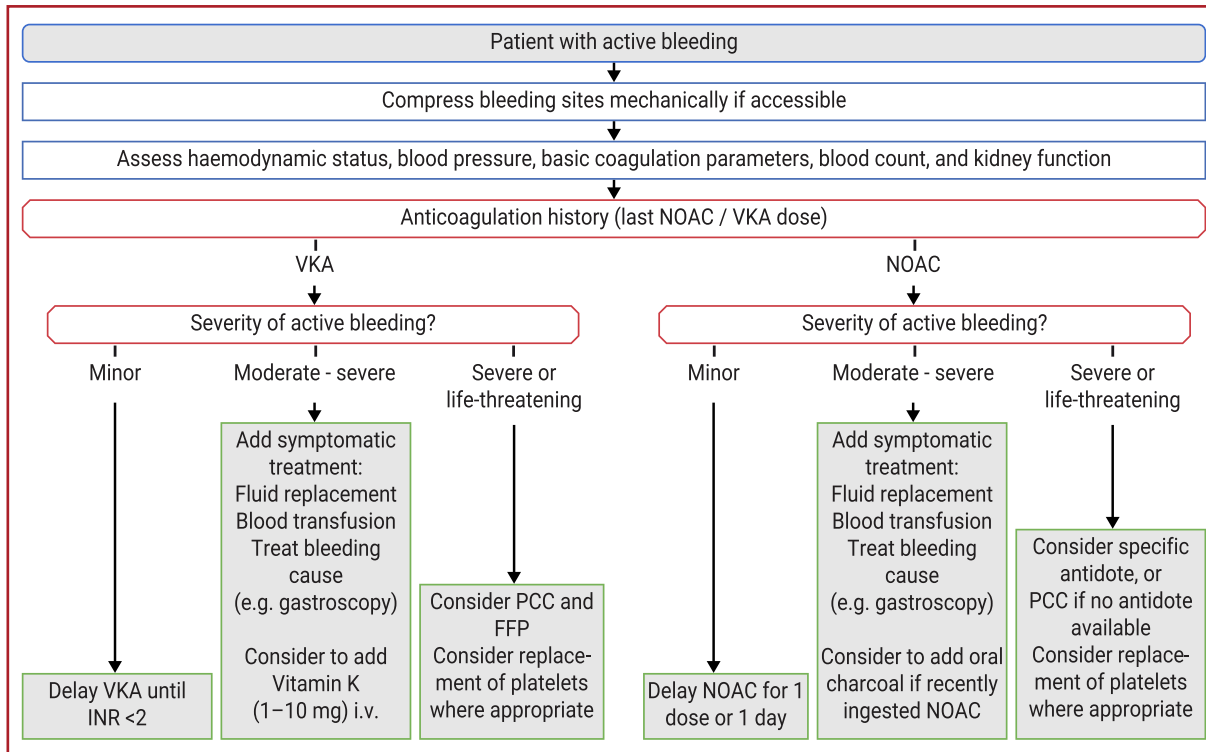 Patient with active bleeding
Compress bleeding sites mechanically if accessible
Assess haemodynamic status, blood pressure, basic coagulation parameters, blood count, and kidney function
Anticoagulation history (last NOAC / VKA dose)
VKA
Severity of active bleeding?
Minor
Delay VKA until
INR <2
Moderate - severe
Add symptomatic
treatment:
Fluid replacement
Blood transfusion
Treat bleeding
cause
(e.g. gastroscopy)
Consider to add
Vitamin K
(1–10 mg) i.v.
Severe or
life-threatening
Consider PCC and
FFP
Consider replace-
ment of platelets
where appropriate
NOAC
Severity of active bleeding?
Minor
Delay NOAC for 1
dose or 1 day
Moderate - severe
Add symptomatic
treatment:
Fluid replacement
Blood transfusion
Treat bleeding
cause
(e.g. gastroscopy)
Consider to add oral
charcoal if recently
ingested NOAC
Severe or
life-threatening
Consider specific
antidote, or
PCC if no antidote
available
Consider replace-
ment of platelets
where appropriate